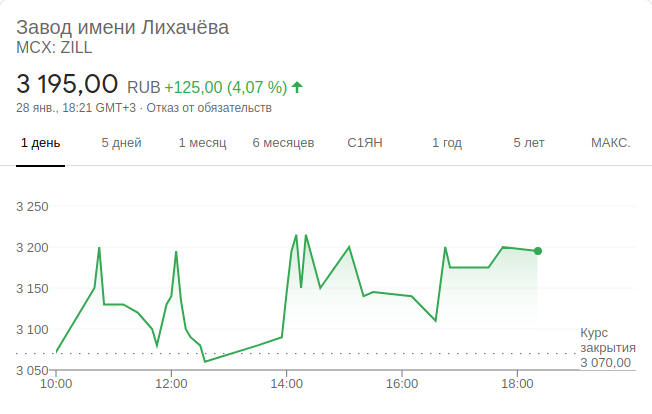 Завод имени Лихачёва
MCX: ZILL
3 195,00 RUB +125,00 (4,07 %)
28 янв., 18:21 GMT+3 · Отказ от обязательств
1 день 5 дней 1 месяц 6 месяцев С1ЯН 1 год 5 лет МАКС.
3 250
3 200
3 150
3 100
3 050
Курс
закрытия
3 070,00
10:00 12:00 14:00 16:00 18:00